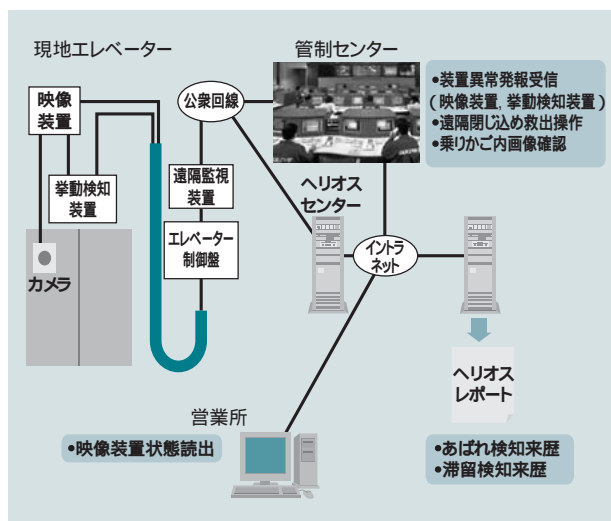 現地エレベーター
管制センター
映像
装置
公衆回線
•装置異常発報受信
(映像装置,挙動検知装置)
•遠隔閉じ込め救出操作
•乗りかご内画像確認
挙動検知
装置
遠隔監視
装置
ヘリオス
センター
エレベーター
制御盤
イントラ
ネット
カメラ
ヘリオス
レポート
営業所
•映像装置状態読出
•あばれ検知来歴
•滞留検知来歴